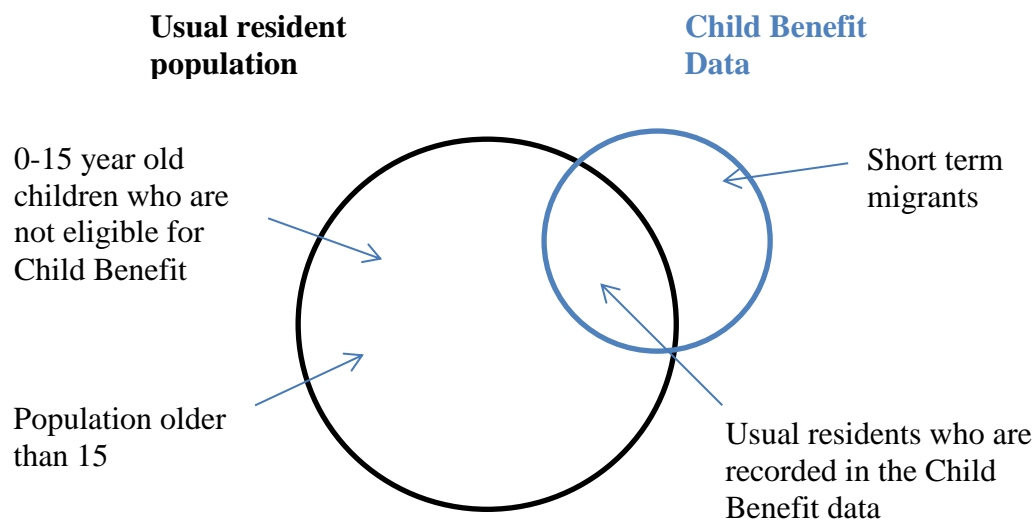 Usual resident
population
Child Benefit
Data
0-15 year old
children who are
not eligible for
Child Benefit
Short term
migrants
Population older
than 15
Usual residents who are
recorded in the Child
Benefit data